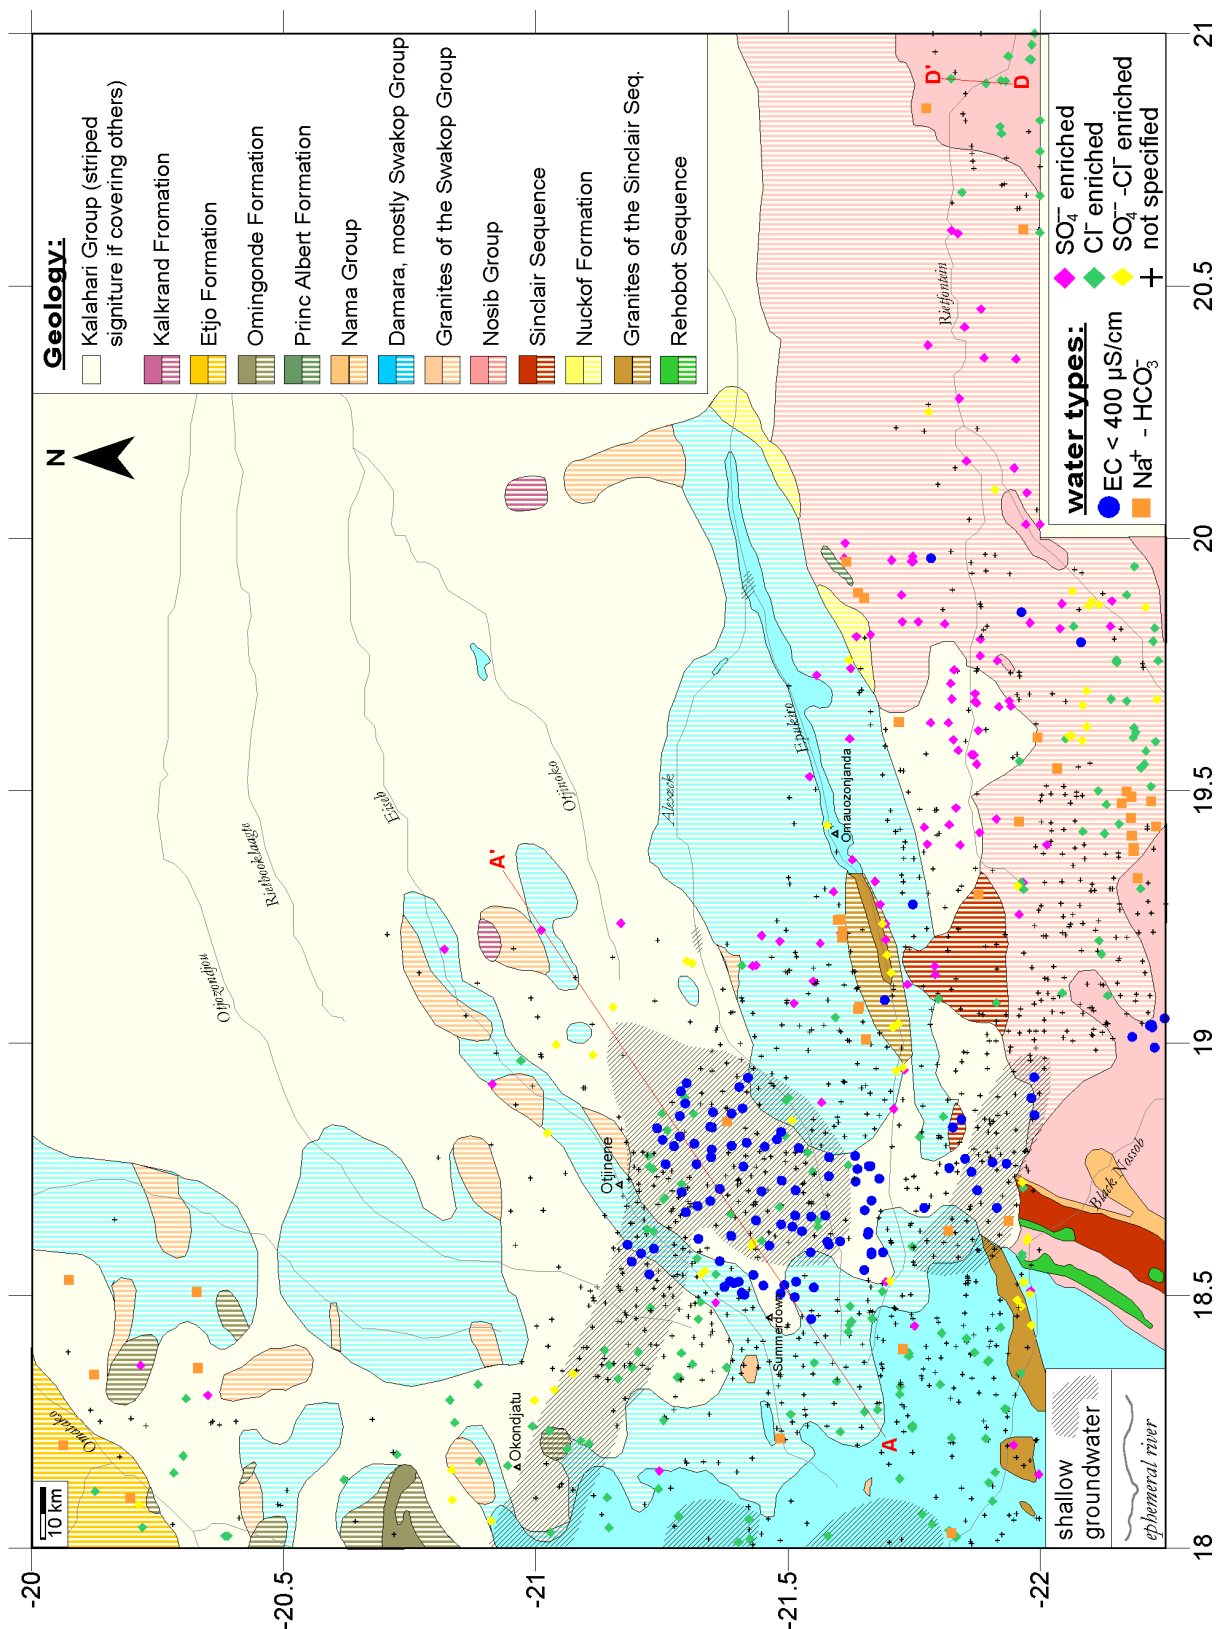 Geology:
Kalahari Group (striped
signiture if covering others)
Kalkrand Fromation
Etjo Formation
Omingonde Formation
Princ Albert Formation
Nama Group
Damara, mostly Swakop Group
Granites of the Swakop Group
Nosib Group
Sinclair Sequence
Nuckof Formation
Granites of the Sinclair Seq.
Rehobot Sequence
N
water types:
EC < 400 µS/cm
Na⁺ - HCO₃⁻
SO₄⁻⁻ enriched
Cl⁻ enriched
SO₄⁻⁻-Cl⁻ enriched
not specified
10 km
shallow
groundwater
ephemeral river
Omatako
Otjozondjou
Rietbooklaagte
Eiseb
Otjinoko
Alexeck
Epukiro
Rietfontein
Black Nossob
Okondjatu
Otjinene
Summerdown
Omauozonjanda
A
A'
D'
D
-20
-20.5
-21
-21.5
-22
18
18.5
19
19.5
20
20.5
21